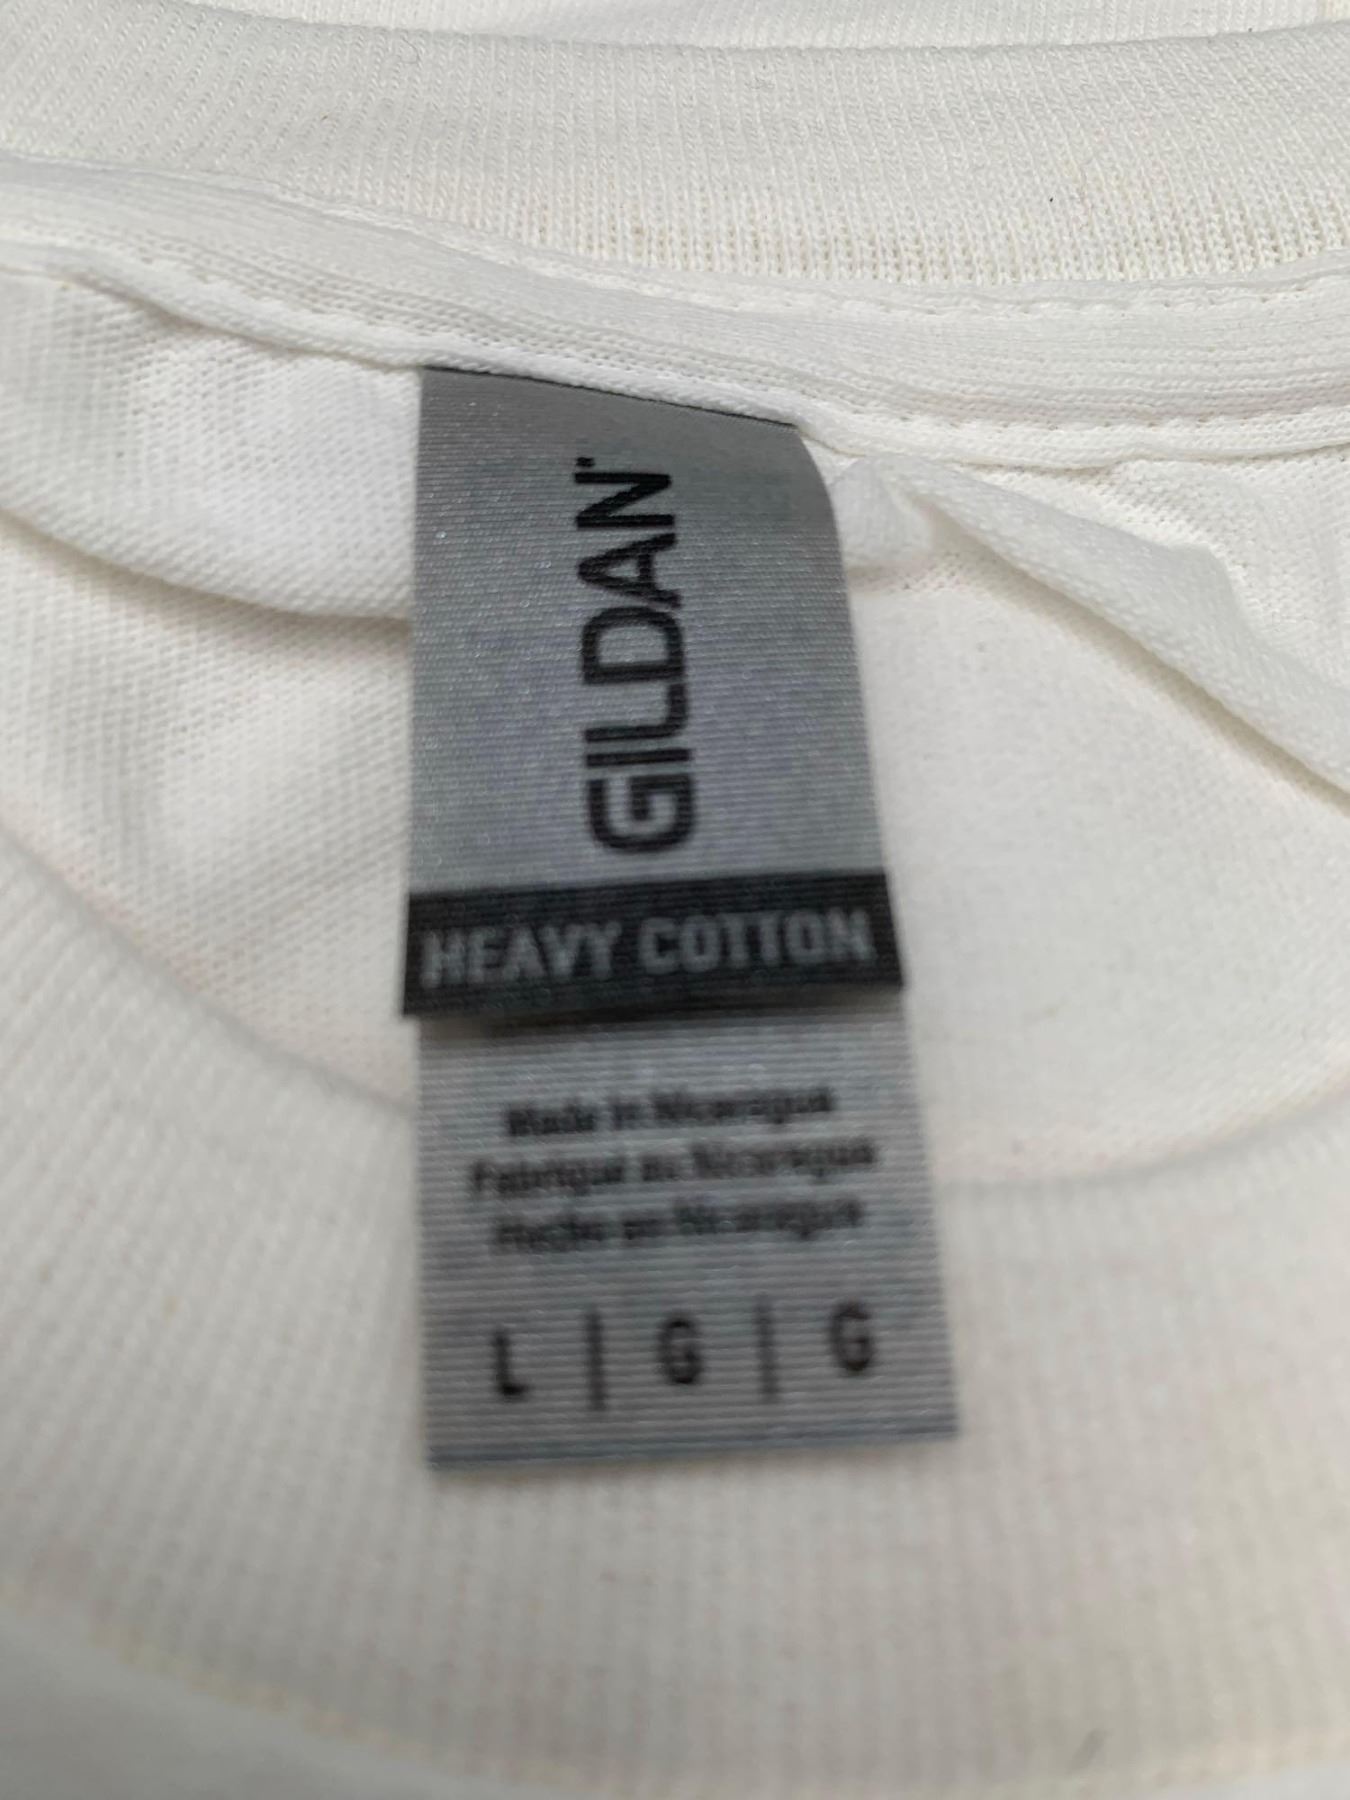 GILDAN
HEAVY COTTON
Made in Nicaragua
Fabriqué au Nicaragua
Hecho en Nicaragua
L | G | G